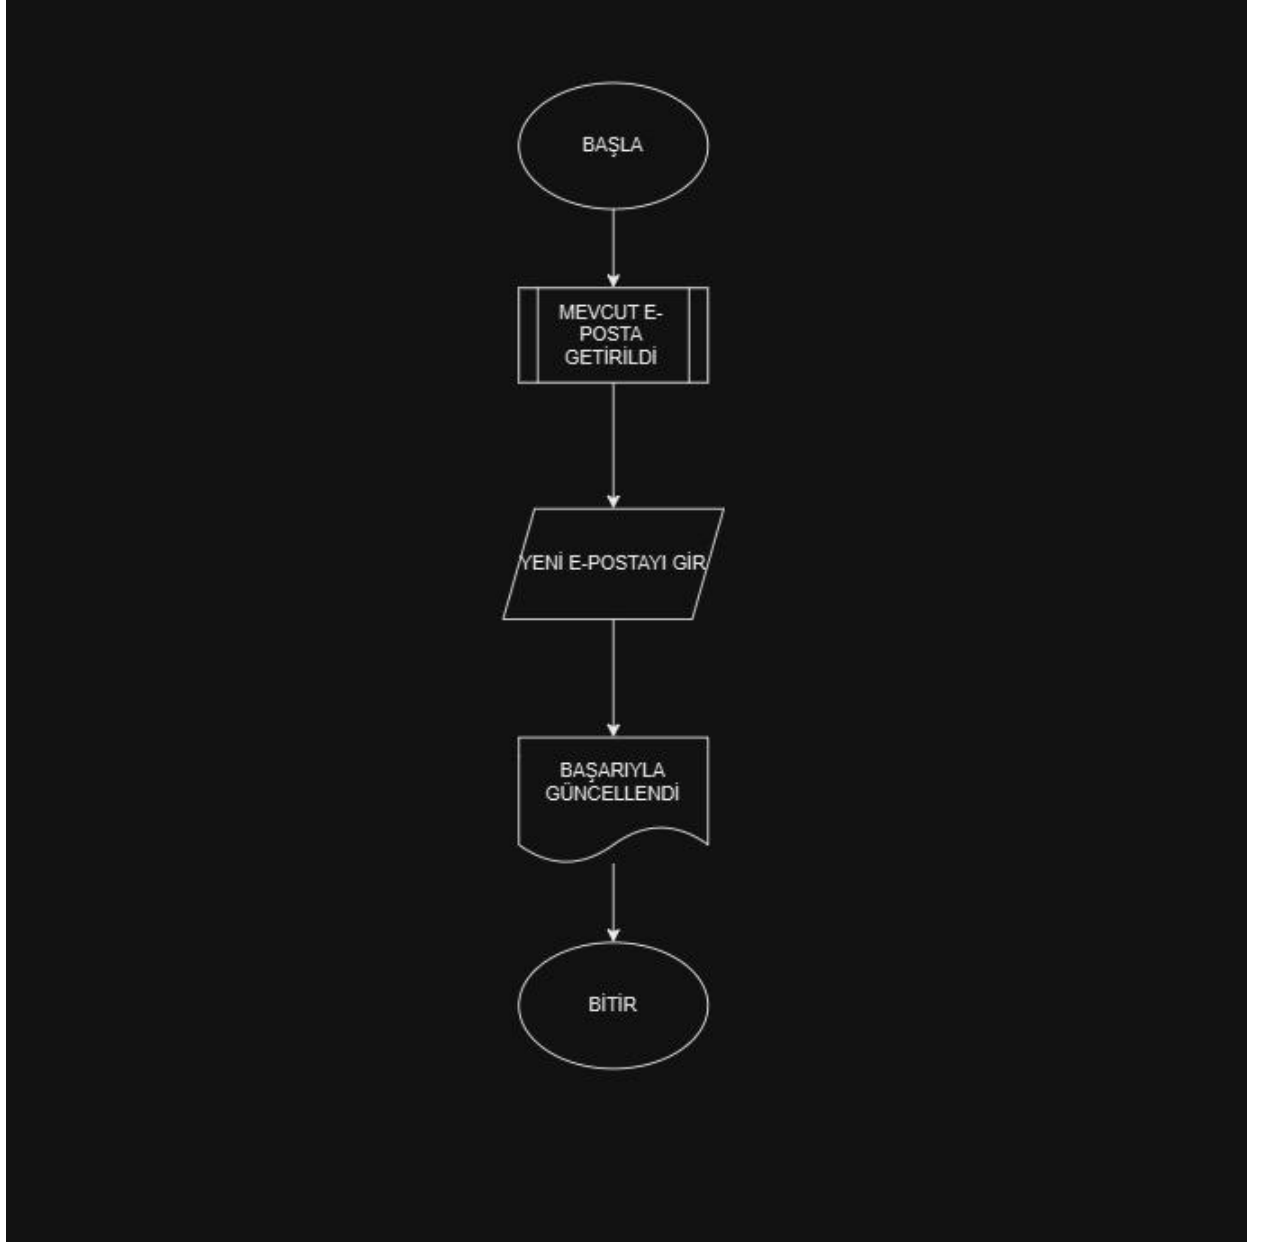 BAŞLA
MEVCUT E-
POSTA
GETİRİLDİ
YENİ E-POSTAYI GİR
BAŞARIYLA
GÜNCELLENDİ
BİTİR